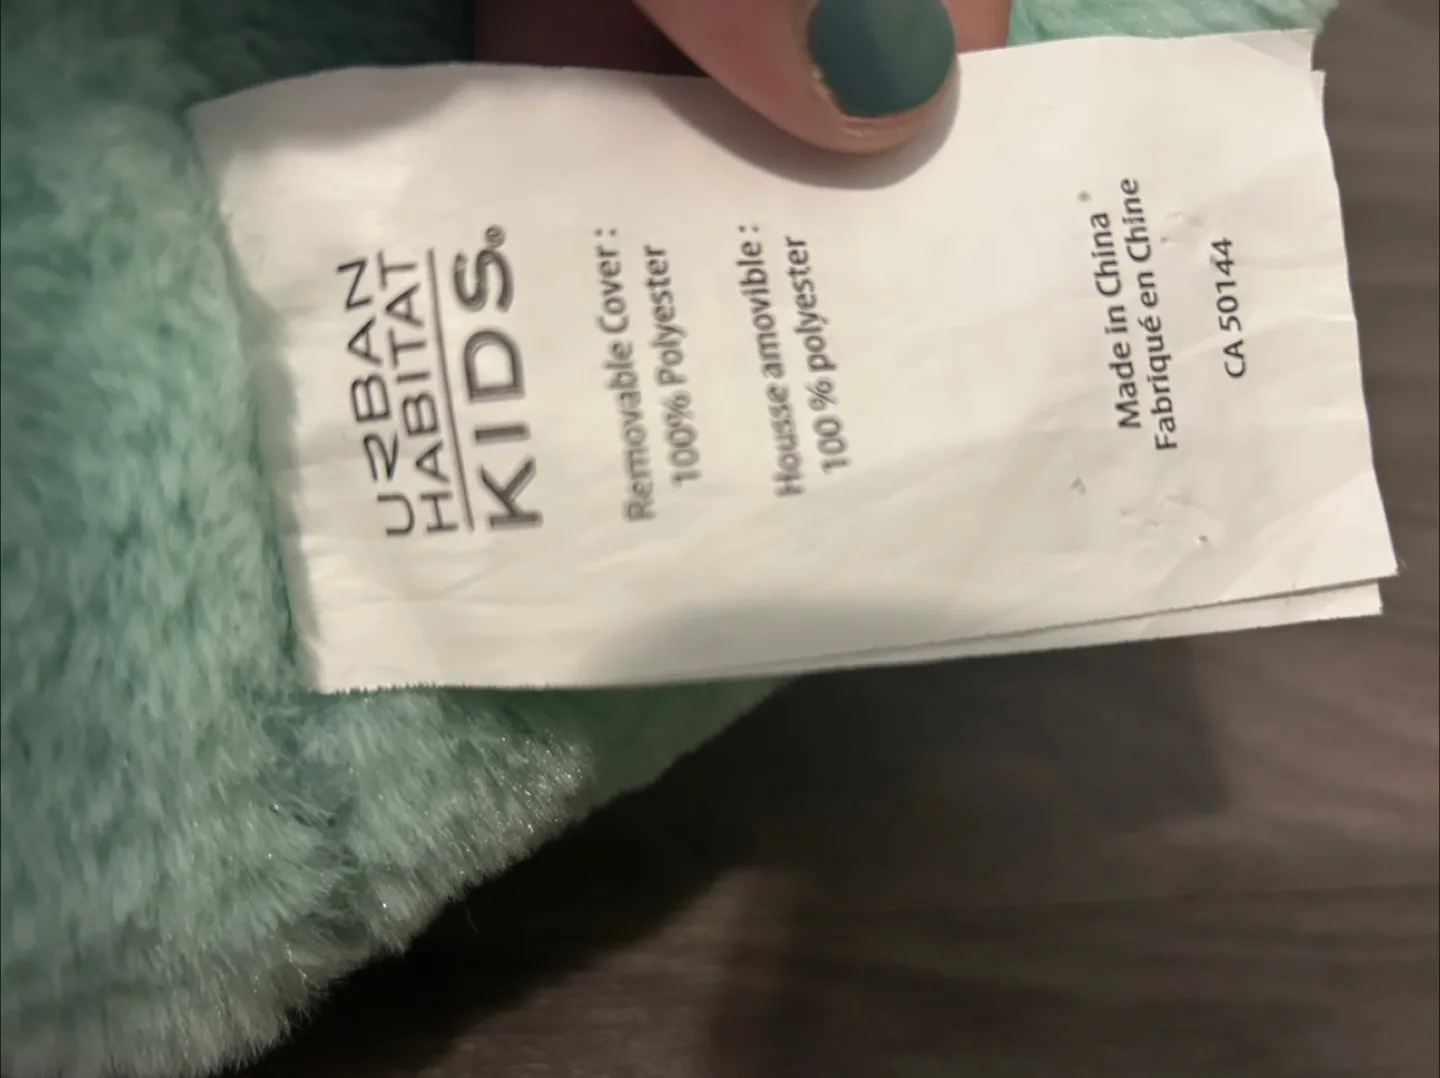 URBAN
HABITAT
KIDS®
Removable Cover :
100% Polyester
Housse amovible :
100 % polyester
Made in China
Fabriqué en Chine
CA 50144